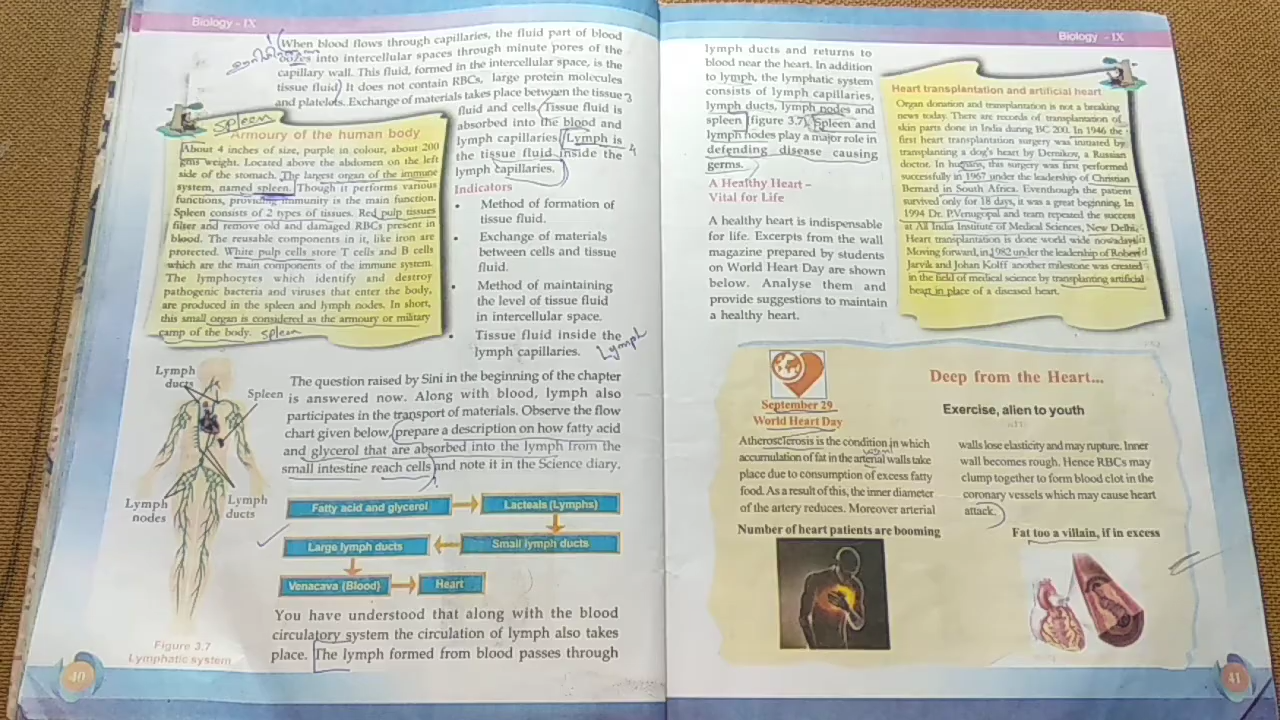 Biology - IX
When blood flows through capillaries, the fluid part of blood
oozes into intercellular spaces through minute pores of the
capillary wall. This fluid, formed in the intercellular space, is the
tissue fluid. It does not contain RBCs, large protein molecules
and platelets. Exchange of materials takes place between the tissue
fluid and cells. Tissue fluid is
absorbed into the blood and
lymph capillaries. Lymph is
the tissue fluid inside the
lymph capillaries.
spleen
Armoury of the human body
About 4 inches of size, purple in colour, about 200
gms weight. Located above the abdomen on the left
side of the stomach. The largest organ of the immune
system, named spleen. Though it performs various
functions, providing immunity is the main function.
Spleen consists of 2 types of tissues. Red pulp tissues
filter and remove old and damaged RBCs present in
blood. The reusable components in it, like iron are
protected. White pulp cells store T cells and B cells
which are the main components of the immune system.
The lymphocytes which identify and destroy
pathogenic bacteria and viruses that enter the body,
are produced in the spleen and lymph nodes. In short,
this small organ is considered as the armoury or military
camp of the body. spleen
Indicators
• Method of formation of
tissue fluid.
• Exchange of materials
between cells and tissue
fluid.
• Method of maintaining
the level of tissue fluid
in intercellular space.
• Tissue fluid inside the
lymph capillaries. Lymph
Lymph
ducts
Spleen
Lymph
nodes
Lymph
ducts
Figure 3.7
Lymphatic system
The question raised by Sini in the beginning of the chapter
is answered now. Along with blood, lymph also
participates in the transport of materials. Observe the flow
chart given below, prepare a description on how fatty acid
and glycerol that are absorbed into the lymph from the
small intestine reach cells and note it in the Science diary.
Fatty acid and glycerol
Lacteals (Lymphs)
Large lymph ducts
Small lymph ducts
Venacava (Blood)
Heart
You have understood that along with the blood
circulatory system the circulation of lymph also takes
place. The lymph formed from blood passes through
40
Biology - IX
lymph ducts and returns to
blood near the heart. In addition
to lymph, the lymphatic system
consists of lymph capillaries,
lymph ducts, lymph nodes and
spleen (figure 3.7). Spleen and
lymph nodes play a major role in
defending disease causing
germs.
A Healthy Heart –
Vital for Life
A healthy heart is indispensable
for life. Excerpts from the wall
magazine prepared by students
on World Heart Day are shown
below. Analyse them and
provide suggestions to maintain
a healthy heart.
Heart transplantation and artificial heart
Organ donation and transplantation is not a breaking
news today. There are records of transplantation of
skin parts done in India during BC 200. In 1946 the
first heart transplantation surgery was initiated by
transplanting a dog's heart by Demikov, a Russian
doctor. In humans, this surgery was first performed
successfully in 1967 under the leadership of Christian
Bernard in South Africa. Eventhough the patient
survived only for 18 days, it was a great beginning. In
1994 Dr. P.Venugopal and team repeated the success
at All India Institute of Medical Sciences, New Delhi.
Heart transplantation is done world wide nowadays.
Moving forward, in 1982 under the leadership of Robert
Jarvik and Johan Kolff another milestone was created
in the field of medical science by transplanting artificial
heart in place of a diseased heart.
September 29
World Heart Day
Deep from the Heart...
Exercise, alien to youth
Atherosclerosis is the condition in which
accumulation of fat in the arterial walls take
place due to consumption of excess fatty
food. As a result of this, the inner diameter
of the artery reduces. Moreover arterial
walls lose elasticity and may rupture. Inner
wall becomes rough. Hence RBCs may
clump together to form blood clot in the
coronary vessels which may cause heart
attack.
Number of heart patients are booming
Fat too a villain, if in excess
41